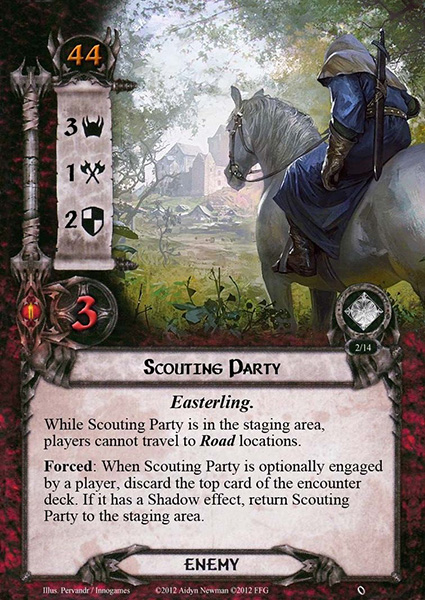 44
3
1
2
3
2/14
Scouting Party
Easterling.
While Scouting Party is in the staging area,
players cannot travel to Road locations.
Forced: When Scouting Party is optionally engaged
by a player, discard the top card of the encounter
deck. If it has a Shadow effect, return Scouting
Party to the staging area.
ENEMY
Illus. Pervandr / Innogames ©2012 Aidyn Newman ©2012 FFG